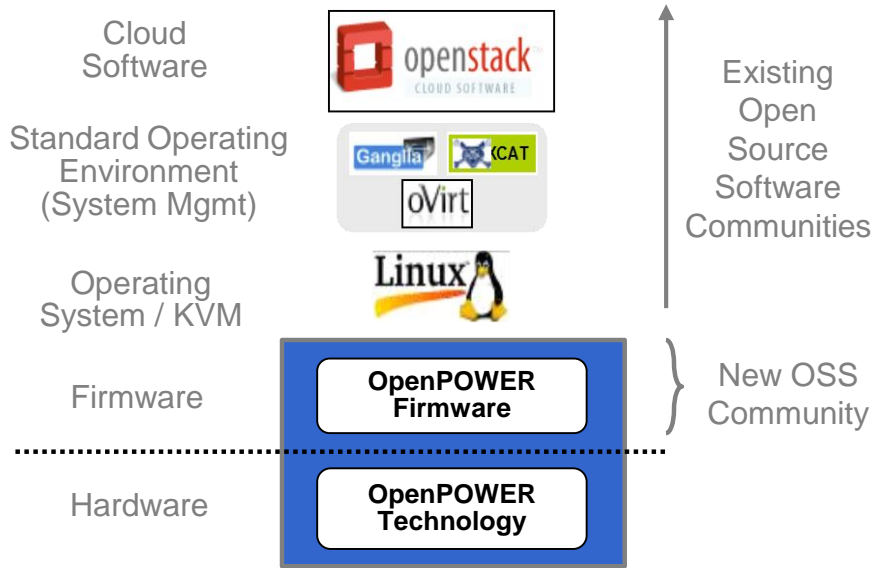 Cloud
Software
openstack
CLOUD SOFTWARE
Standard Operating
Environment
(System Mgmt)
Ganglia
XCAT
oVirt
Existing
Open
Source
Software
Communities
Operating
System / KVM
Linux
Firmware
OpenPOWER
Firmware
New OSS
Community
Hardware
OpenPOWER
Technology